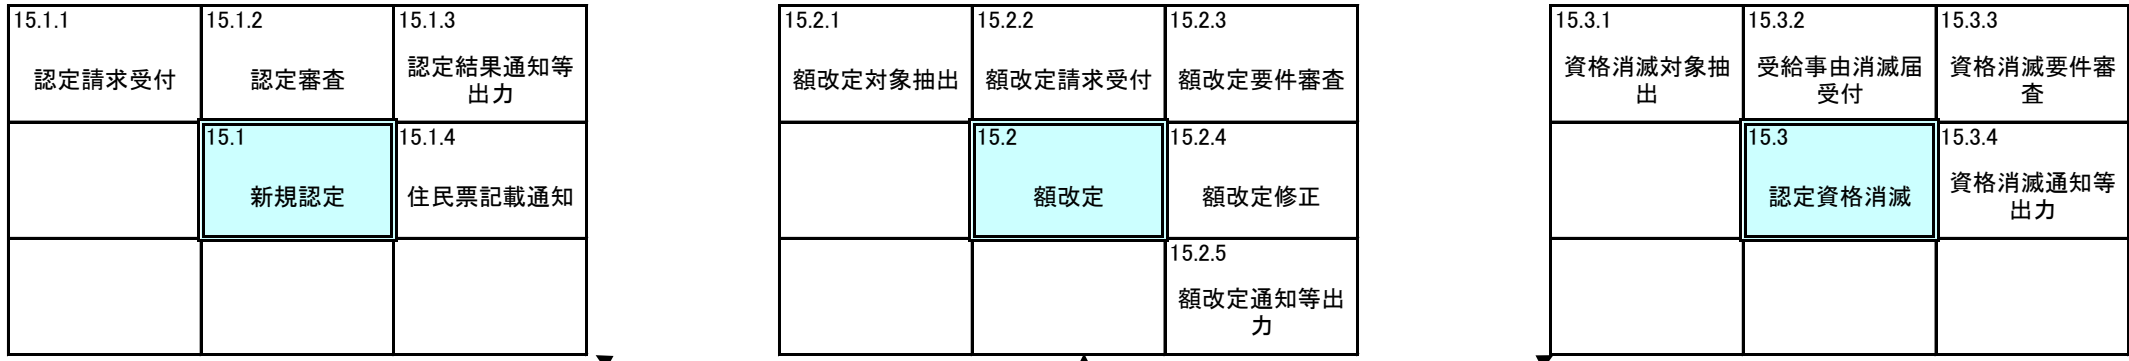 15.1.1
認定請求受付
15.1.2
認定審査
15.1.3
認定結果通知等
出力
15.1
新規認定
15.1.4
住民票記載通知
15.2.1
額改定対象抽出
15.2.2
額改定請求受付
15.2.3
額改定要件審査
15.2
額改定
15.2.4
額改定修正
15.2.5
額改定通知等出
力
15.3.1
資格消滅対象抽
出
15.3.2
受給事由消滅届
受付
15.3.3
資格消滅要件審
査
15.3
認定資格消滅
15.3.4
資格消滅通知等
出力